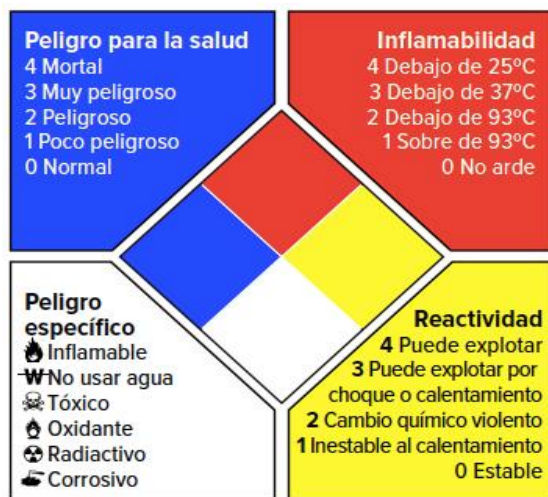 Peligro para la salud
4 Mortal
3 Muy peligroso
2 Peligroso
1 Poco peligroso
0 Normal
Inflamabilidad
4 Debajo de 25ºC
3 Debajo de 37ºC
2 Debajo de 93ºC
1 Sobre de 93ºC
0 No arde
Peligro
específico
Inflamable
W No usar agua
Tóxico
Oxidante
Radiactivo
Corrosivo
Reactividad
4 Puede explotar
3 Puede explotar por
choque o calentamiento
2 Cambio químico violento
1 Inestable al calentamiento
0 Estable